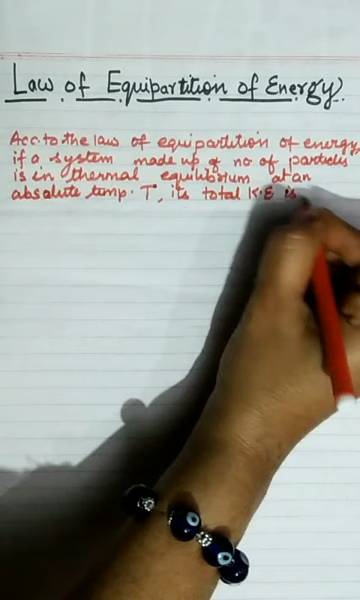 Law of Equipartition of Energy
Acc. to the law of equipartition of energy,
if a system made up of no. of particles
is in thermal equilibrium at an
absolute temp. T, its total K.E is